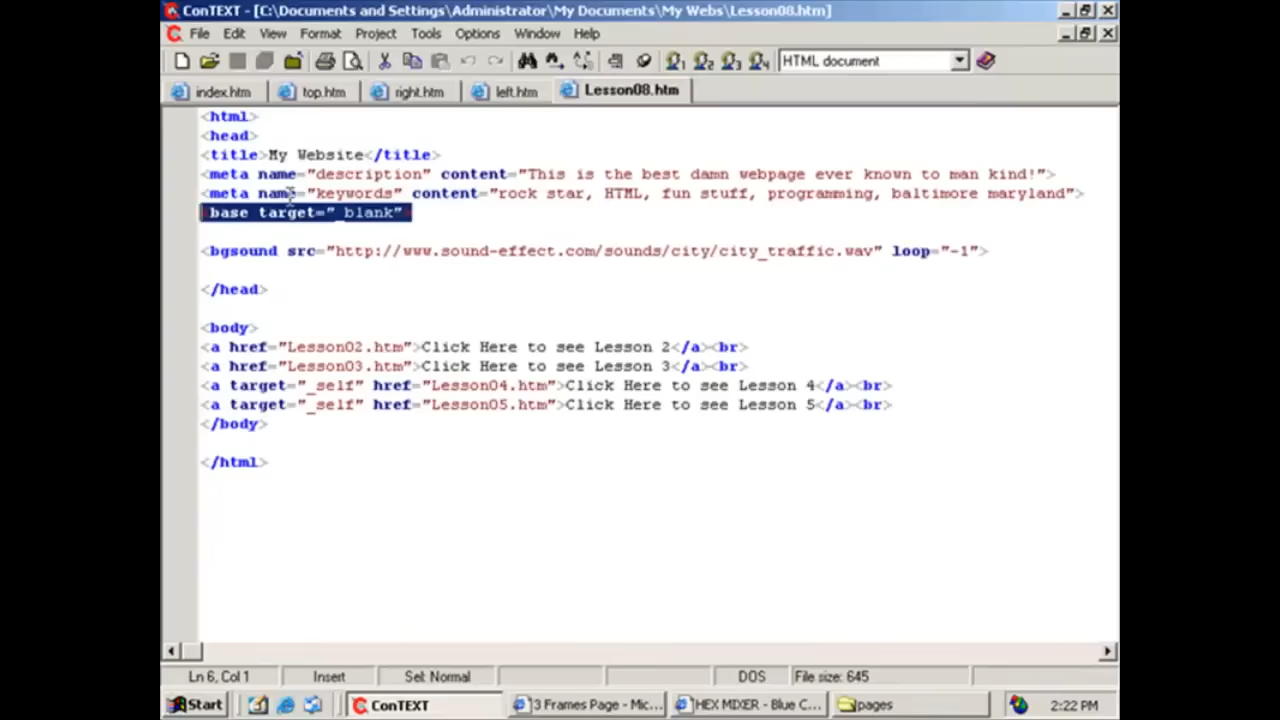 ConTEXT - [C:\Documents and Settings\Administrator\My Documents\My Webs\Lesson08.htm]
File Edit View Format Project Tools Options Window Help
1 2 3 4 HTML document
index.htm top.htm right.htm left.htm Lesson08.htm
<html>
<head>
<title>My Website</title>
<meta name="description" content="This is the best damn webpage ever known to man kind!">
<meta name="keywords" content="rock star, HTML, fun stuff, programming, baltimore maryland">
<base target="_blank">
<bgsound src="http://www.sound-effect.com/sounds/city/city_traffic.wav" loop="-1">
</head>
<body>
<a href="Lesson02.htm">Click Here to see Lesson 2</a><br>
<a href="Lesson03.htm">Click Here to see Lesson 3</a><br>
<a target="_self" href="Lesson04.htm">Click Here to see Lesson 4</a><br>
<a target="_self" href="Lesson05.htm">Click Here to see Lesson 5</a><br>
</body>
</html>
Ln 6, Col 1 Insert Sel: Normal DOS File size: 645
Start ConTEXT 3 Frames Page - Mic... HEX MIXER - Blue C... pages 2:22 PM